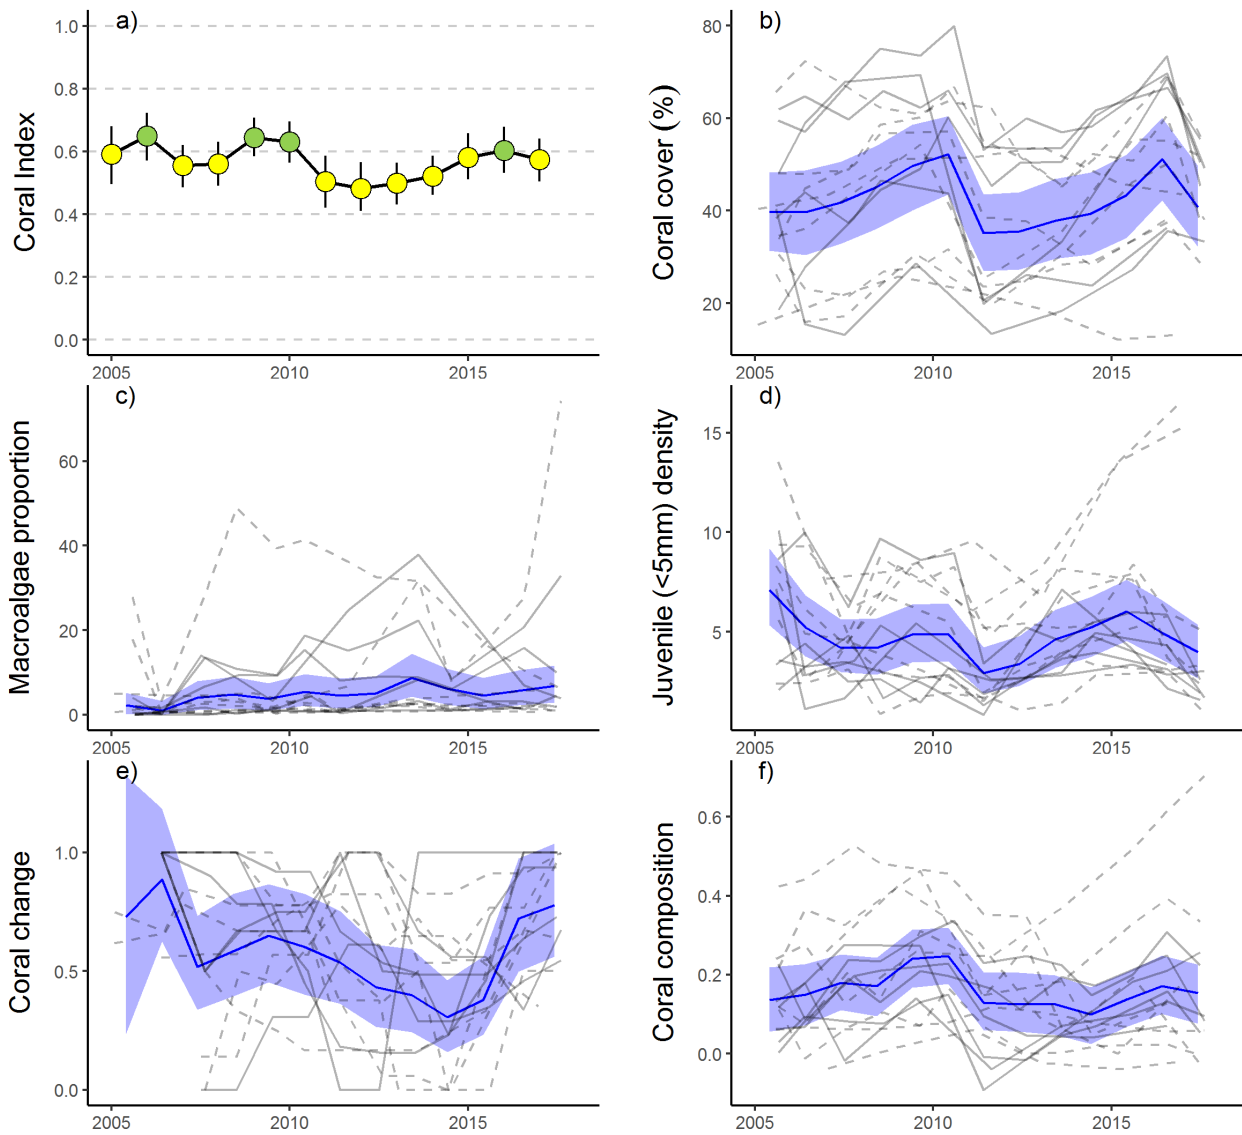 a)
1.0
0.8
0.6
0.4
0.2
0.0
Coral Index
2005 2010 2015
b)
80
60
40
20
Coral cover (%)
2005 2010 2015
c)
60
40
20
0
Macroalgae proportion
2005 2010 2015
d)
15
10
5
Juvenile (<5mm) density
2005 2010 2015
e)
1.0
0.5
0.0
Coral change
2005 2010 2015
f)
0.6
0.4
0.2
0.0
Coral composition
2005 2010 2015